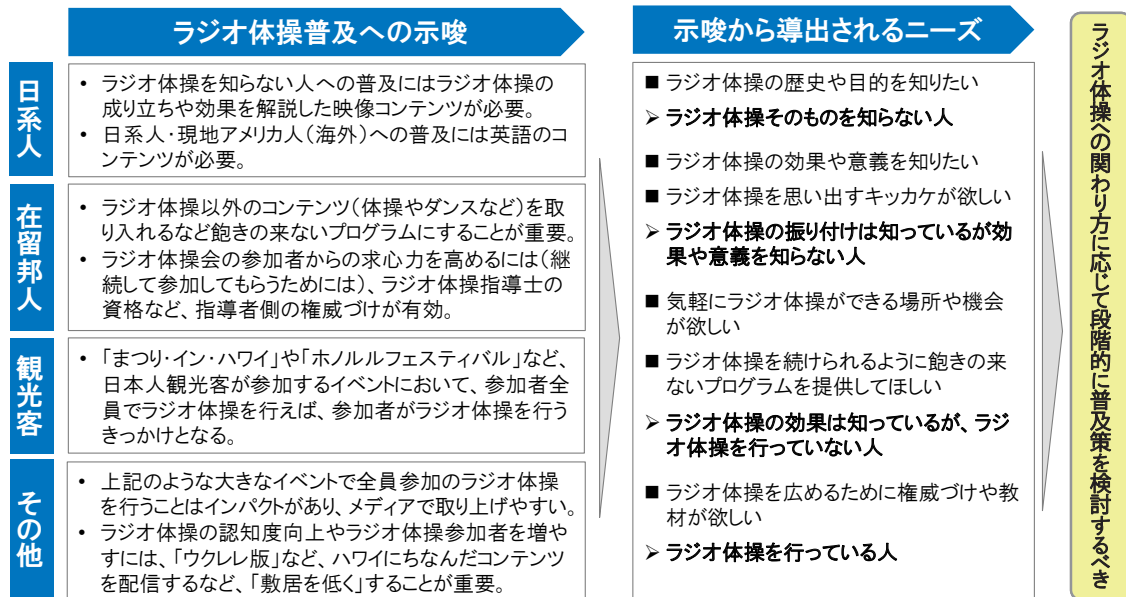 ラジオ体操普及への示唆
日系人
• ラジオ体操を知らない人への普及にはラジオ体操の
成り立ちや効果を解説した映像コンテンツが必要。
• 日系人・現地アメリカ人（海外）への普及には英語のコ
ンテンツが必要。
在留邦人
• ラジオ体操以外のコンテンツ（体操やダンスなど）を取
り入れるなど飽きの来ないプログラムにすることが重要。
• ラジオ体操会の参加者からの求心力を高めるには（継
続して参加してもらうためには）、ラジオ体操指導士の
資格など、指導者側の権威づけが有効。
観光客
• 「まつり・イン・ハワイ」や「ホノルルフェスティバル」など、
日本人観光客が参加するイベントにおいて、参加者全
員でラジオ体操を行えば、参加者がラジオ体操を行う
きっかけとなる。
その他
• 上記のような大きなイベントで全員参加のラジオ体操
を行うことはインパクトがあり、メディアで取り上げやすい。
• ラジオ体操の認知度向上やラジオ体操参加者を増や
すには、「ウクレレ版」など、ハワイにちなんだコンテンツ
を配信するなど、「敷居を低く」することが重要。
示唆から導出されるニーズ
■ ラジオ体操の歴史や目的を知りたい
➢ ラジオ体操そのものを知らない人
■ ラジオ体操の効果や意義を知りたい
■ ラジオ体操を思い出すキッカケが欲しい
➢ ラジオ体操の振り付けは知っているが効
果や意義を知らない人
■ 気軽にラジオ体操ができる場所や機会
が欲しい
■ ラジオ体操を続けられるように飽きの来
ないプログラムを提供してほしい
➢ ラジオ体操の効果は知っているが、ラジ
オ体操を行っていない人
■ ラジオ体操を広めるために権威づけや教
材が欲しい
➢ ラジオ体操を行っている人
ラジオ体操への関わり方に応じて段階的に普及策を検討するべき